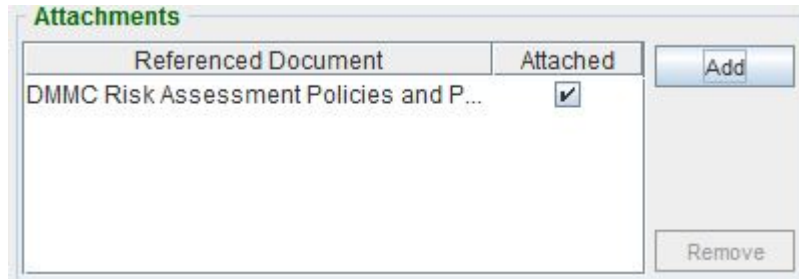 Attachments
Referenced Document Attached
Add
DMMC Risk Assessment Policies and P...
Remove